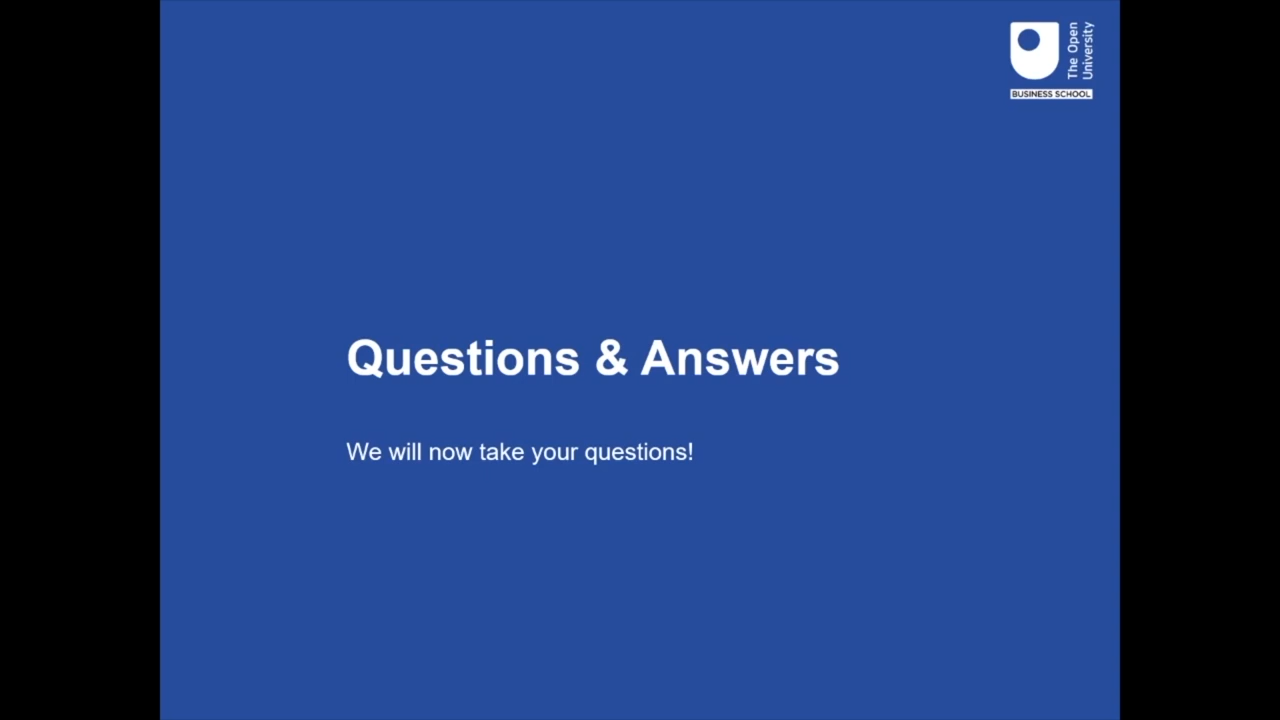 The Open
University
BUSINESS SCHOOL
Questions & Answers
We will now take your questions!